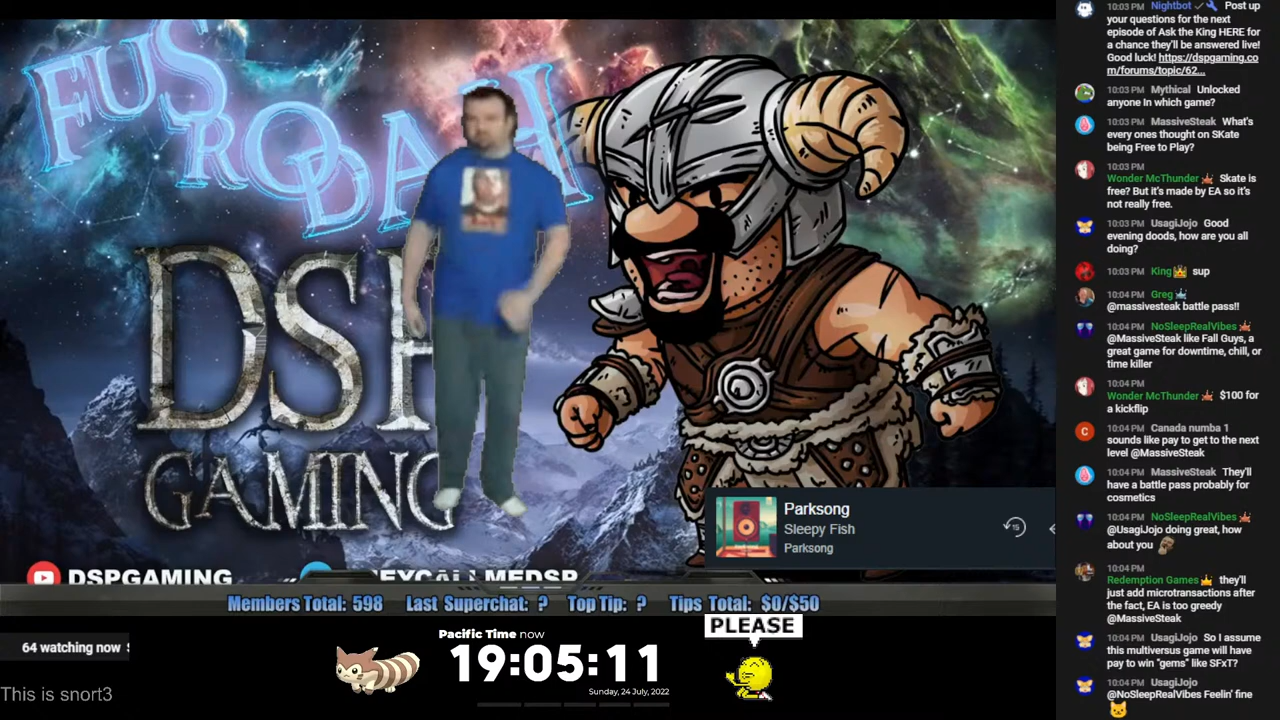 FUS
RO DAH
DSP
GAMING
DSPGAMING
Parksong
Sleepy Fish
Parksong
15
Members Total: 598 Last Superchat: ? Top Tip: ? Tips Total: $0/$50
64 watching now
This is snort3
Pacific Time now
19:05:11
Sunday, 24 July, 2022
PLEASE
10:03 PM Nightbot Post up
your questions for the next
episode of Ask the King HERE for
a chance they'll be answered live!
Good luck! https://dspgaming.co
m/forums/topic/62...
10:03 PM Mythical Unlocked
anyone In which game?
10:03 PM MassiveSteak What's
every ones thought on SKate
being Free to Play?
10:03 PM
Wonder McThunder Skate is
free? But it's made by EA so it's
not really free.
10:03 PM UsagiJojo Good
evening doods, how are you all
doing?
10:03 PM King sup
10:04 PM Greg
@massivesteak battle pass!!
10:04 PM NoSleepRealVibes
@MassiveSteak like Fall Guys, a
great game for downtime, chill, or
time killer
10:04 PM
Wonder McThunder $100 for
a kickflip
10:04 PM Canada numba 1
sounds like pay to get to the next
level @MassiveSteak
10:04 PM MassiveSteak They'll
have a battle pass probably for
cosmetics
10:04 PM NoSleepRealVibes
@UsagiJojo doing great, how
about you
10:04 PM
Redemption Games they'll
just add microtransactions after
the fact, EA is too greedy
@MassiveSteak
10:04 PM UsagiJojo So I assume
this multiversus game will have
pay to win "gems" like SFxT?
10:04 PM UsagiJojo
@NoSleepRealVibes Feelin' fine